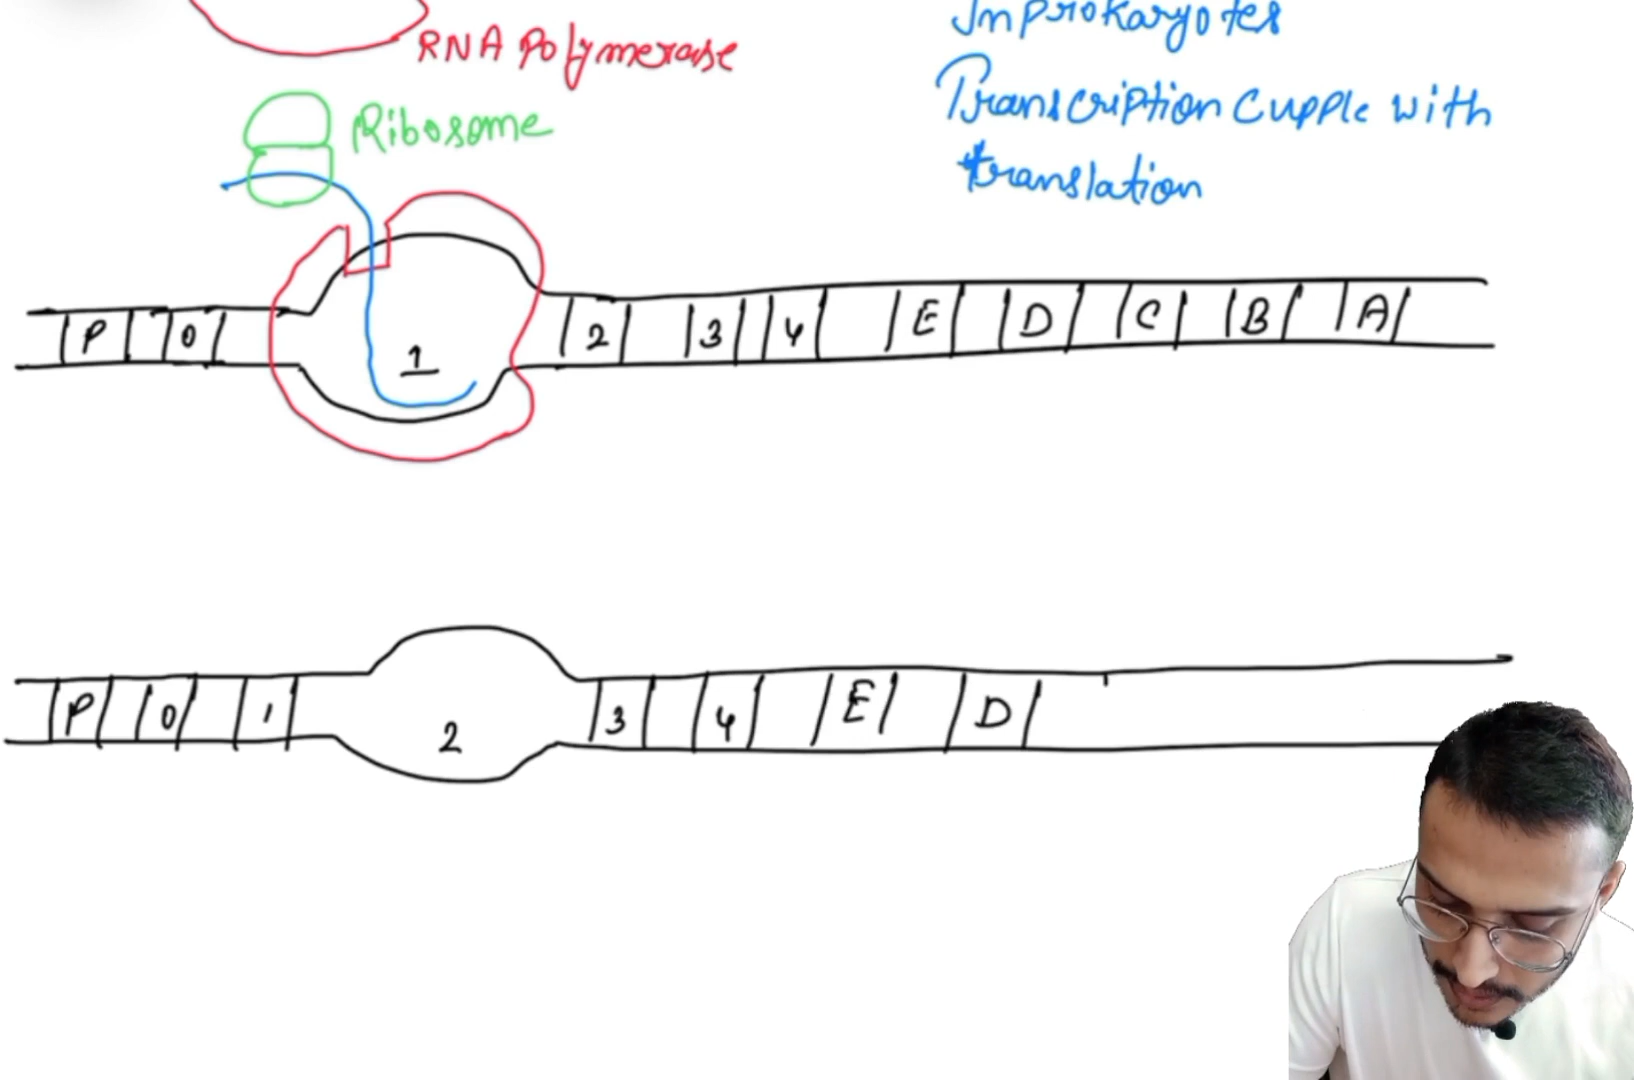 In prokaryotes
RNA Polymerase
Transcription Cupple with
translation
Ribosome
P O 1 2 3 4 E D C B A
P O 1 2 3 4 E D